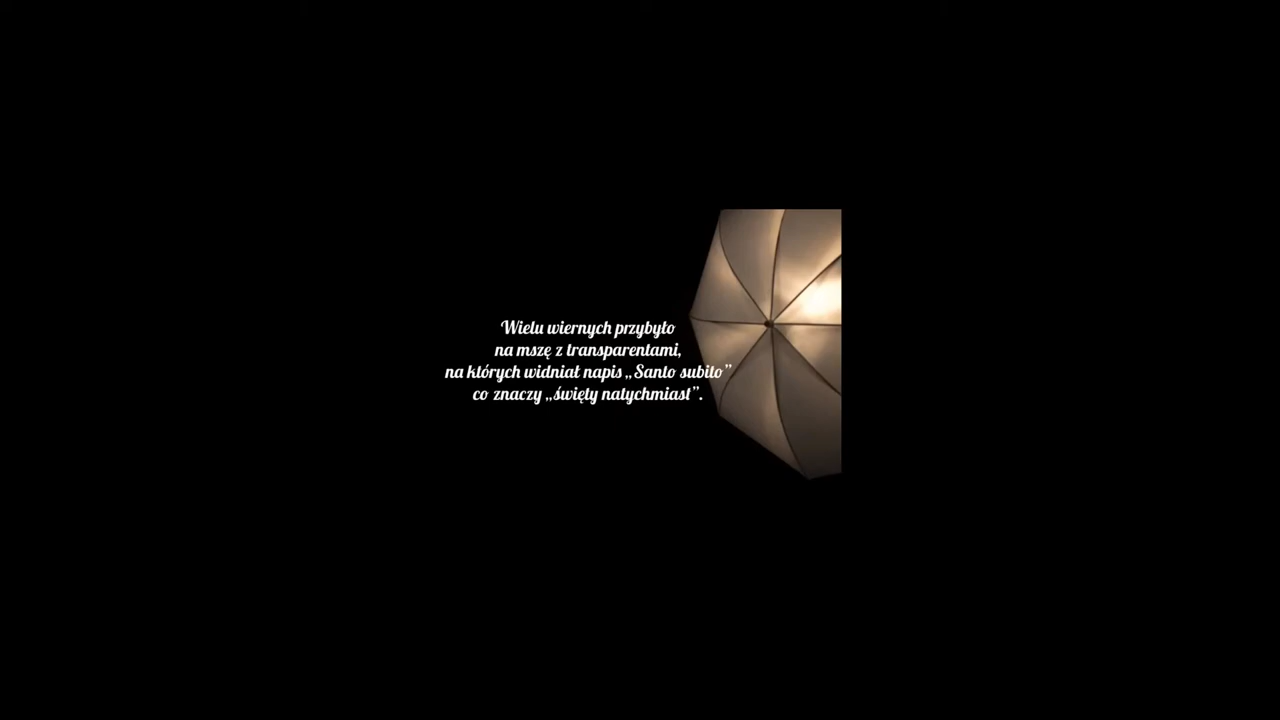 Wielu wiernych przybyło
na mszę z transparentami,
na których widniał napis „Santo subito”
co znaczy „święty natychmiast”.